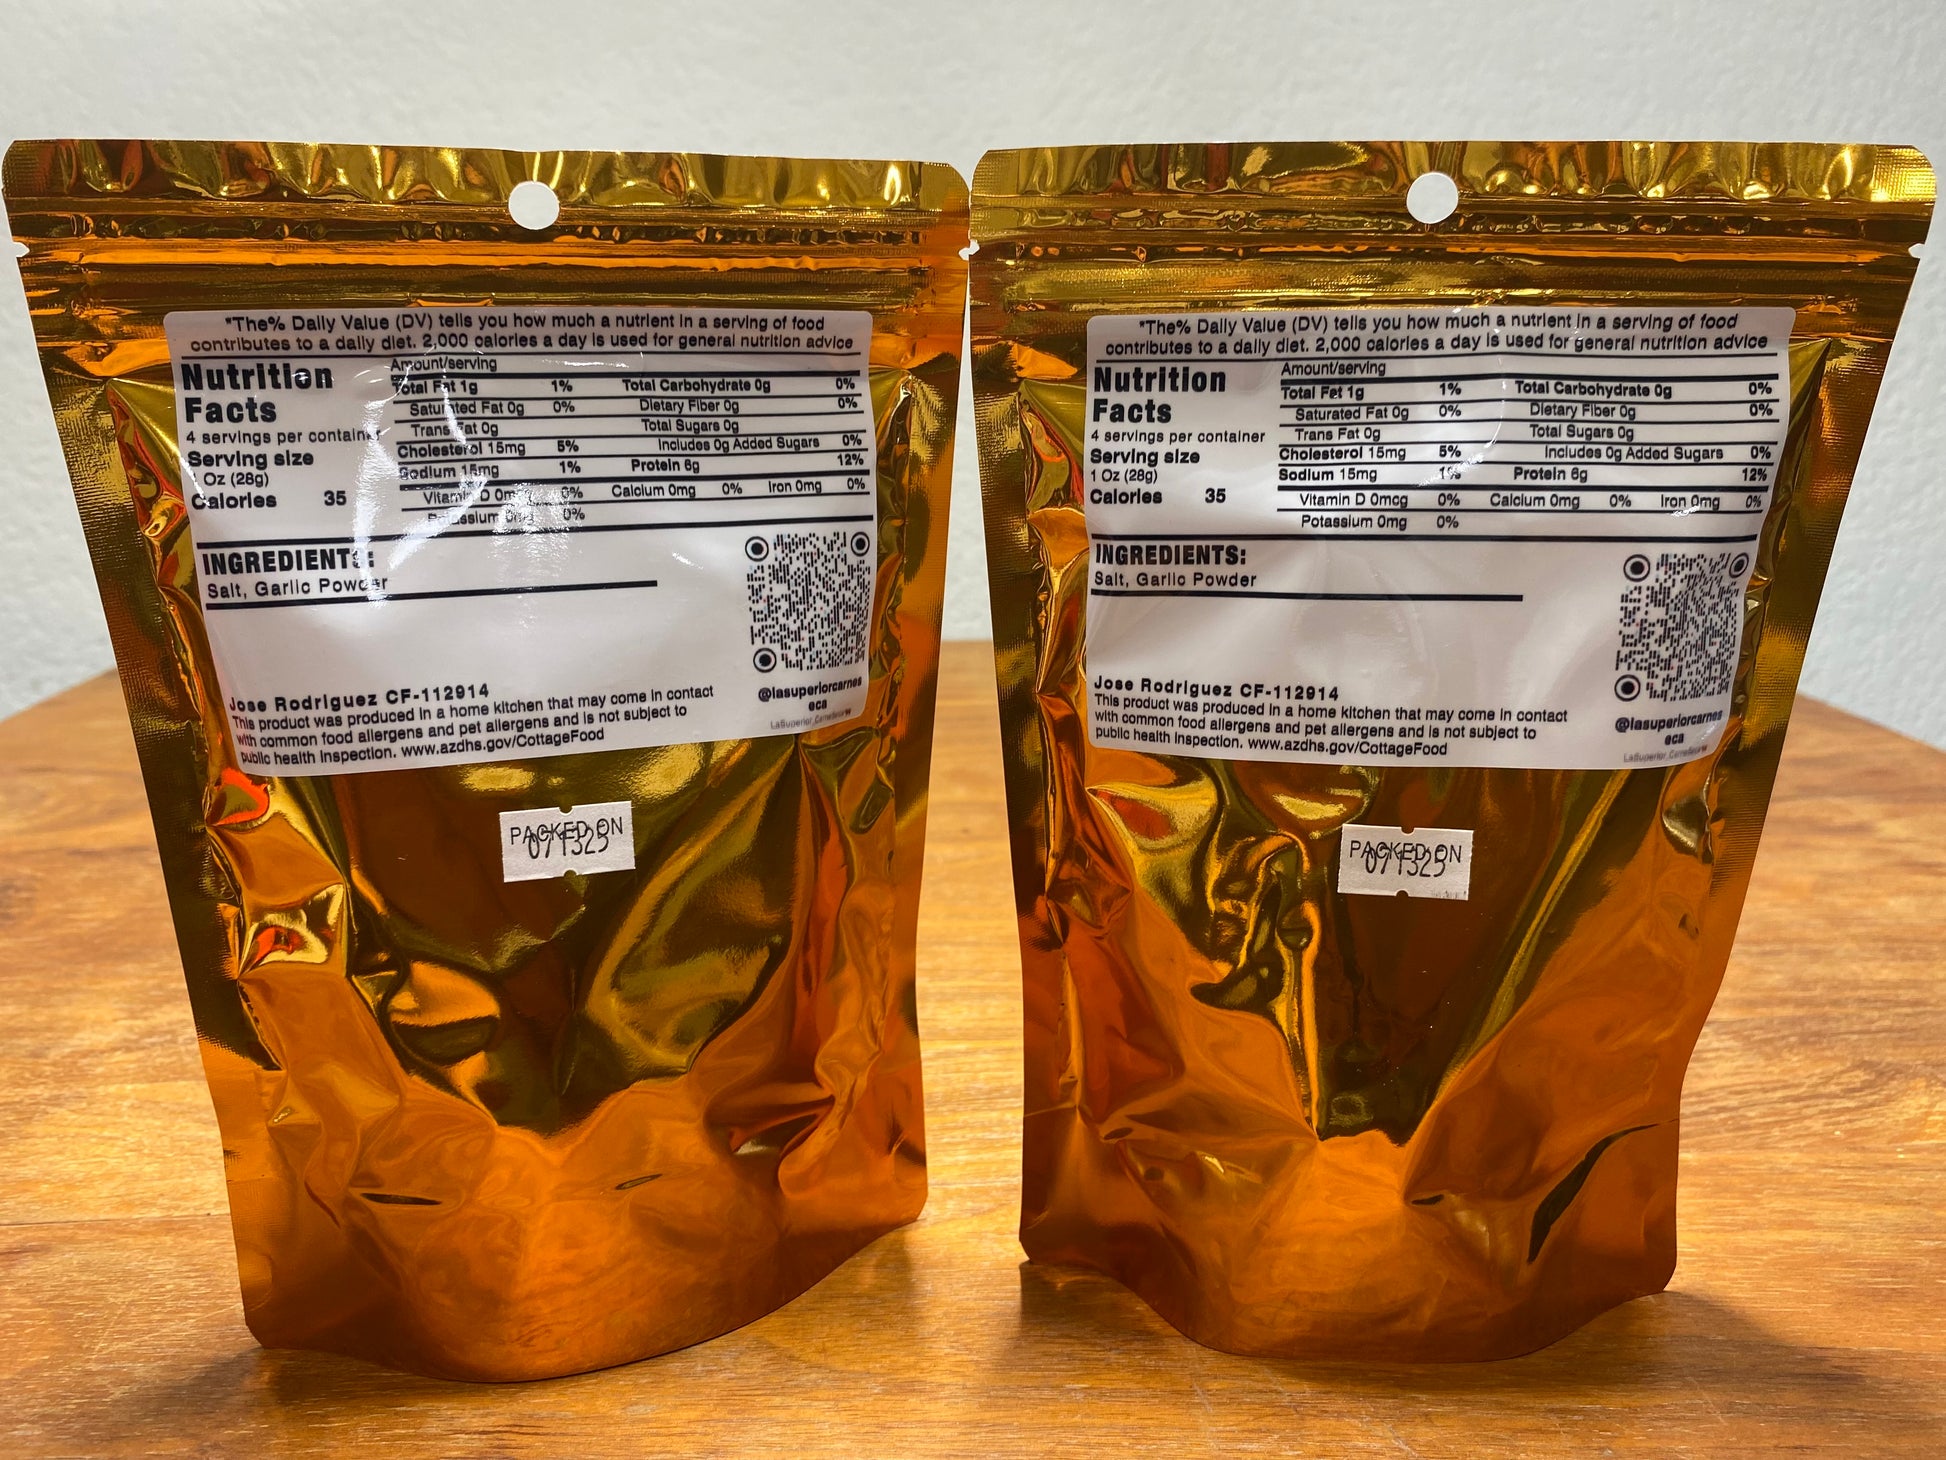 *The% Daily Value (DV) tells you how much a nutrient in a serving of food
contributes to a daily diet. 2,000 calories a day is used for general nutrition advice
Nutrition
Facts
4 servings per container
Serving size
1 Oz (28g)
Calories 35
Amount/serving
Total Fat 1g 1% Total Carbohydrate 0g 0%
Saturated Fat 0g 0% Dietary Fiber 0g 0%
Trans Fat 0g Total Sugars 0g
Cholesterol 15mg 5% Includes 0g Added Sugars 0%
Sodium 15mg 1% Protein 6g 12%
Vitamin D 0mcg 0% Calcium 0mg 0% Iron 0mg 0%
Potassium 0mg 0%
INGREDIENTS:
Salt, Garlic Powder
Jose Rodriguez CF-112914
This product was produced in a home kitchen that may come in contact
with common food allergens and pet allergens and is not subject to
public health inspection. www.azdhs.gov/CottageFood
@lasuperiorcarnes
eca
PACKED ON
071325
*The% Daily Value (DV) tells you how much a nutrient in a serving of food
contributes to a daily diet. 2,000 calories a day is used for general nutrition advice
Nutrition
Facts
4 servings per container
Serving size
1 Oz (28g)
Calories 35
Amount/serving
Total Fat 1g 1% Total Carbohydrate 0g 0%
Saturated Fat 0g 0% Dietary Fiber 0g 0%
Trans Fat 0g Total Sugars 0g
Cholesterol 15mg 5% Includes 0g Added Sugars 0%
Sodium 15mg 1% Protein 6g 12%
Vitamin D 0mcg 0% Calcium 0mg 0% Iron 0mg 0%
Potassium 0mg 0%
INGREDIENTS:
Salt, Garlic Powder
Jose Rodriguez CF-112914
This product was produced in a home kitchen that may come in contact
with common food allergens and pet allergens and is not subject to
public health inspection. www.azdhs.gov/CottageFood
@lasuperiorcarnes
eca
PACKED ON
071325